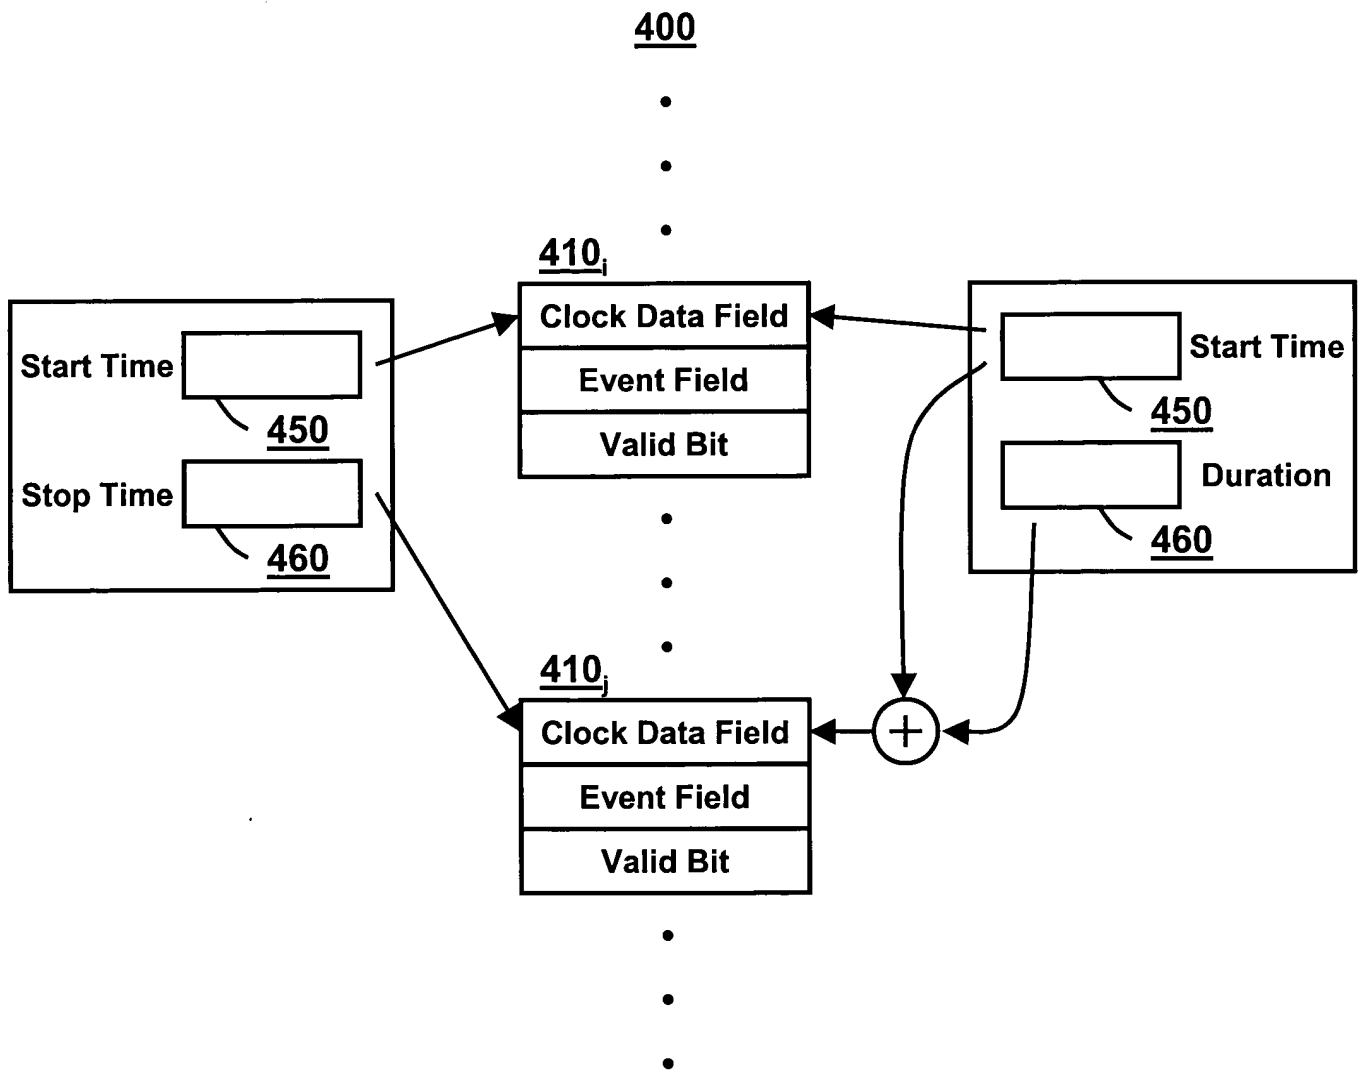 400
410i
Clock Data Field
Event Field
Valid Bit
Start Time
450
Stop Time
460
Start Time
450
Duration
460
410j
Clock Data Field
Event Field
Valid Bit